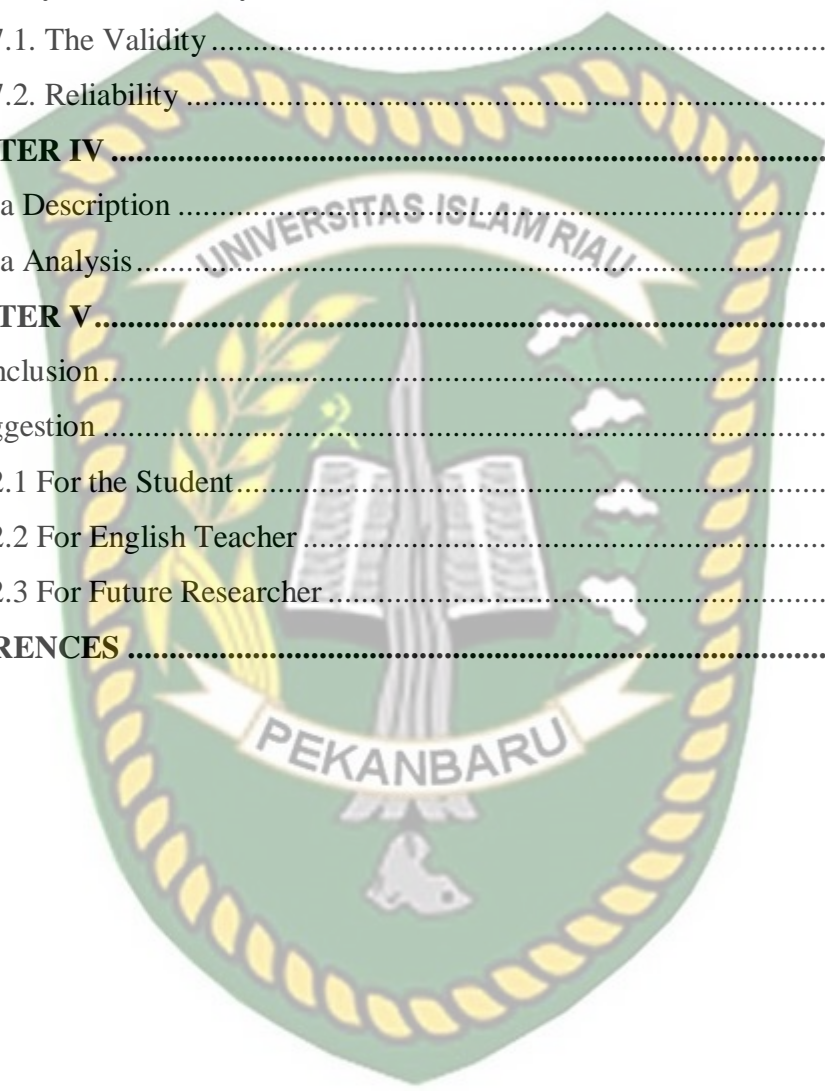 7.1. The Validity ..........
7.2. Reliability ..........
TER IV ..........
a Description ..........
UNIVERSITAS ISLAM RIAU
a Analysis ..........
TER V ..........
nclusion ..........
ggestion ..........
2.1 For the Student ..........
2.2 For English Teacher ..........
2.3 For Future Researcher ..........
RENCES ..........
PEKANBARU